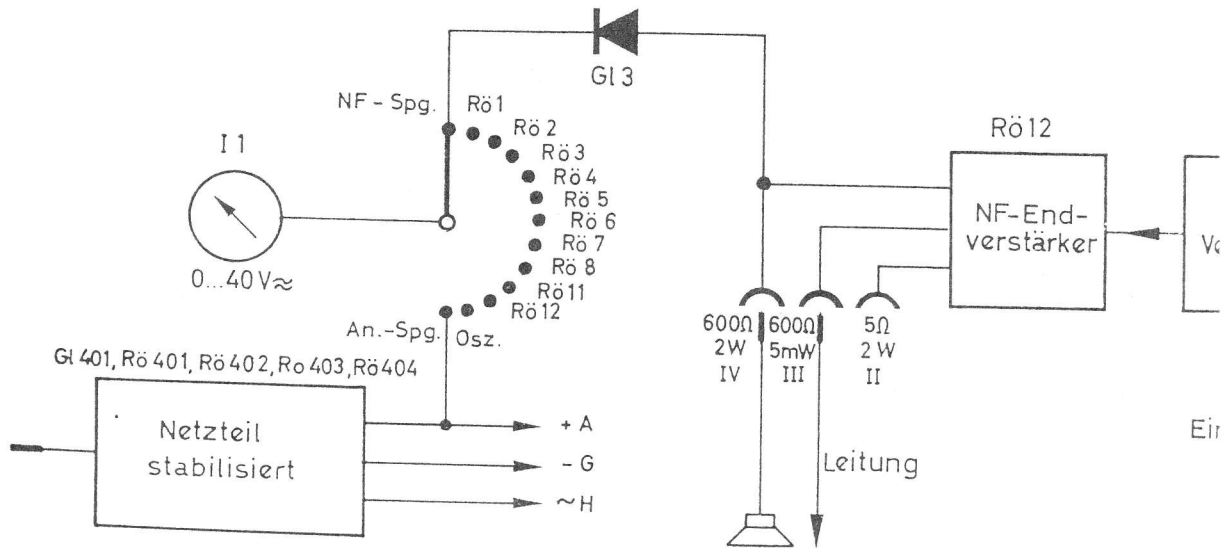 Gl 3
NF - Spg.
Rö 1
Rö 2
Rö 3
Rö 4
Rö 5
Rö 6
Rö 7
Rö 8
Rö 11
Rö 12
Osz.
An.-Spg.
I 1
0...40 V≈
Rö 12
NF-End-
verstärker
600Ω
2W
IV
600Ω
5mW
III
5Ω
2 W
II
Leitung
Gl 401, Rö 401, Rö 402, Ro 403, Rö 404
Netzteil
stabilisiert
+ A
- G
~ H